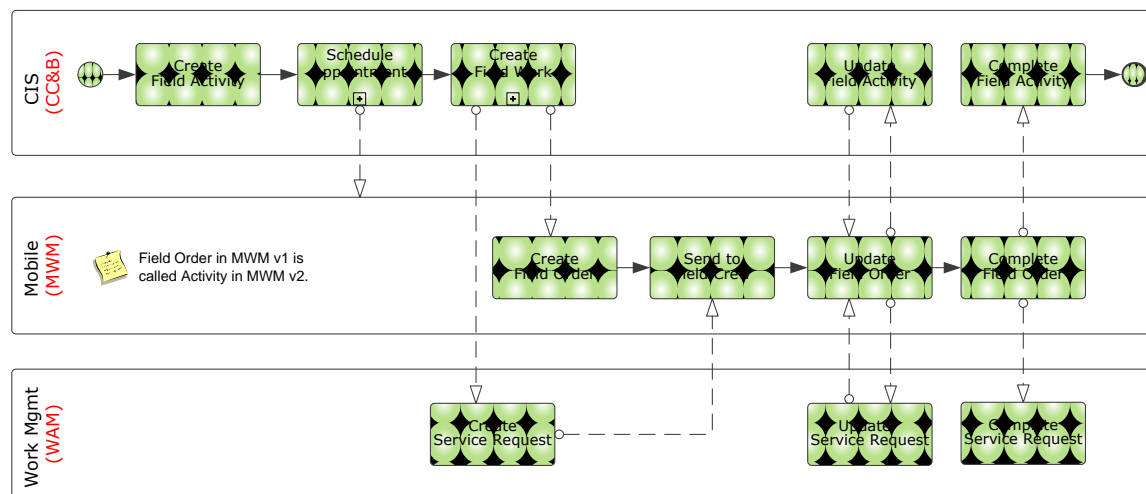 CIS
(CC&B)
Create
Field Activity
Schedule
Appointment
Create
Field Work
Update
Field Activity
Complete
Field Activity
Mobile
(MWM)
Field Order in MWM v1 is
called Activity in MWM v2.
Create
Field Order
Send to
Field Crew
Update
Field Order
Complete
Field Order
Work Mgmt
(WAM)
Create
Service Request
Update
Service Request
Complete
Service Request